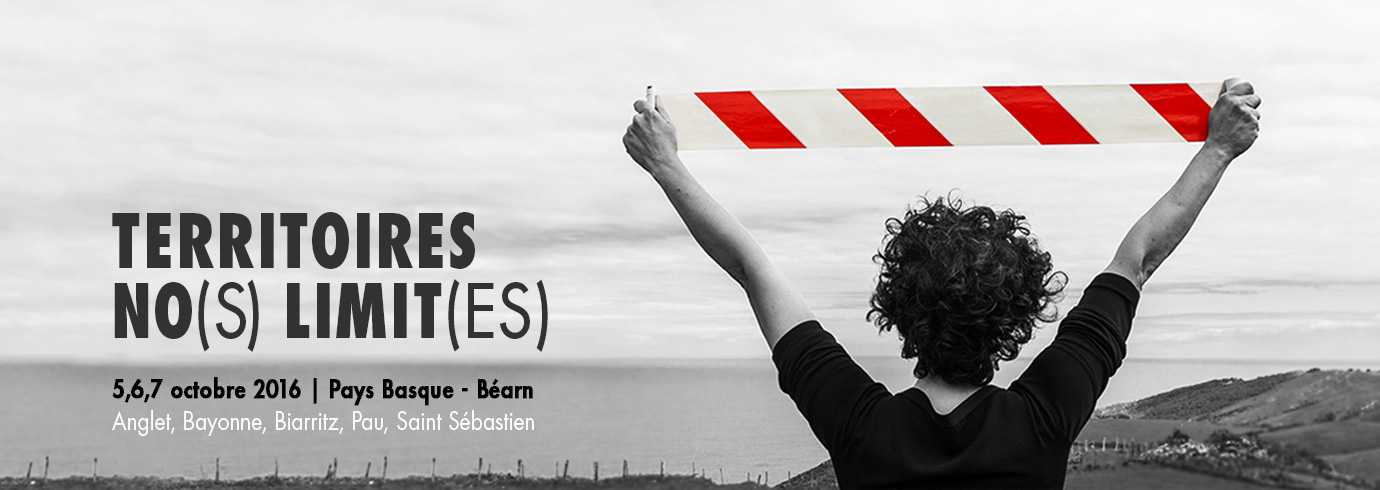 TERRITOIRES
NO(S) LIMIT(ES)
5,6,7 octobre 2016 | Pays Basque - Béarn
Anglet, Bayonne, Biarritz, Pau, Saint Sébastien